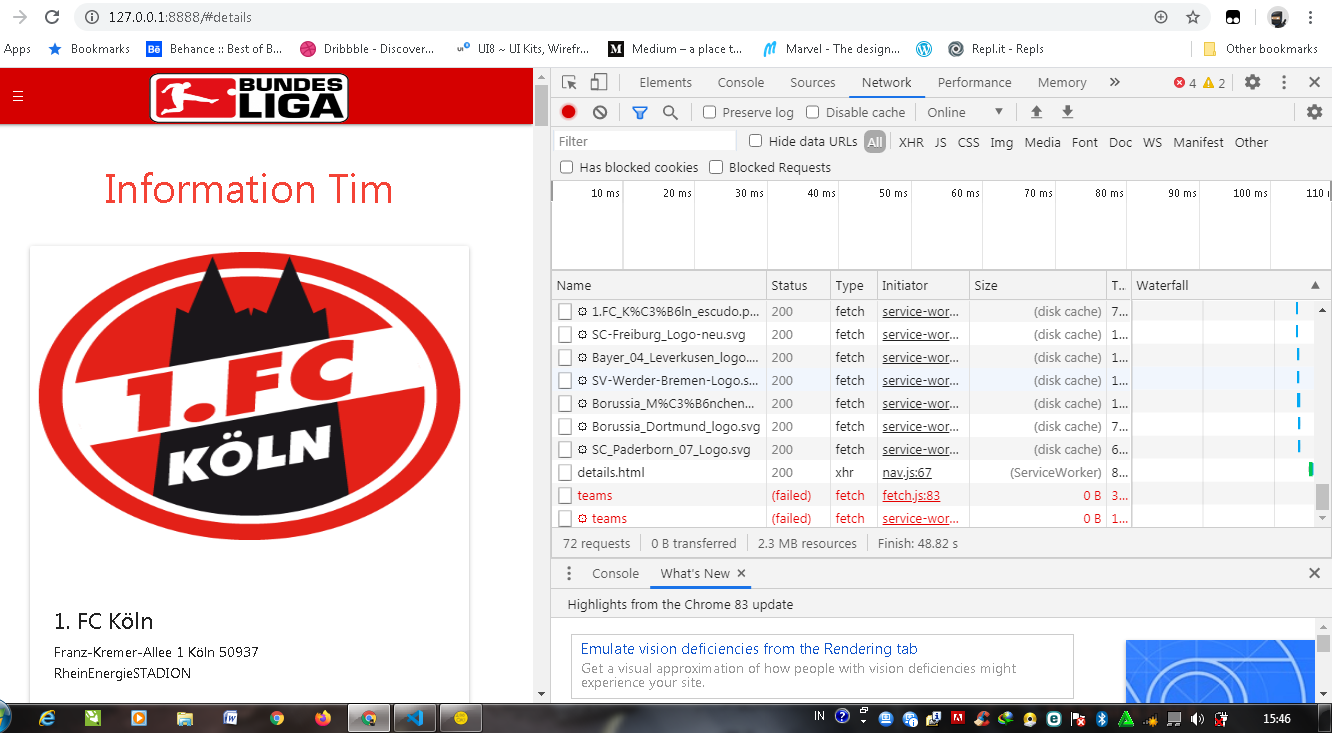 127.0.0.1:8888/#details
Apps Bookmarks Behance :: Best of B... Dribbble - Discover... UI8 ~ UI Kits, Wirefr... Medium – a place t... Marvel - The design... Repl.it - Repls Other bookmarks
BUNDES
LIGA
Information Tim
1.FC
KÖLN
1. FC Köln
Franz-Kremer-Allee 1 Köln 50937
RheinEnergieSTADION
Elements Console Sources Network Performance Memory » 4 2
Preserve log Disable cache Online
Filter Hide data URLs All XHR JS CSS Img Media Font Doc WS Manifest Other
Has blocked cookies Blocked Requests
10 ms 20 ms 30 ms 40 ms 50 ms 60 ms 70 ms 80 ms 90 ms 100 ms 110
Name Status Type Initiator Size T... Waterfall
1.FC_K%C3%B6ln_escudo.p... 200 fetch service-wor... (disk cache) 7...
SC-Freiburg_Logo-neu.svg 200 fetch service-wor... (disk cache) 1...
Bayer_04_Leverkusen_logo.... 200 fetch service-wor... (disk cache) 1...
SV-Werder-Bremen-Logo.s... 200 fetch service-wor... (disk cache) 1...
Borussia_M%C3%B6nchen... 200 fetch service-wor... (disk cache) 1...
Borussia_Dortmund_logo.svg 200 fetch service-wor... (disk cache) 7...
SC_Paderborn_07_Logo.svg 200 fetch service-wor... (disk cache) 6...
details.html 200 xhr nav.js:67 (ServiceWorker) 8...
teams (failed) fetch fetch.js:83 0 B 3...
teams (failed) fetch service-wor... 0 B 1...
72 requests 0 B transferred 2.3 MB resources Finish: 48.82 s
Console What's New
Highlights from the Chrome 83 update
Emulate vision deficiencies from the Rendering tab
Get a visual approximation of how people with vision deficiencies might
experience your site.
IN 15:46